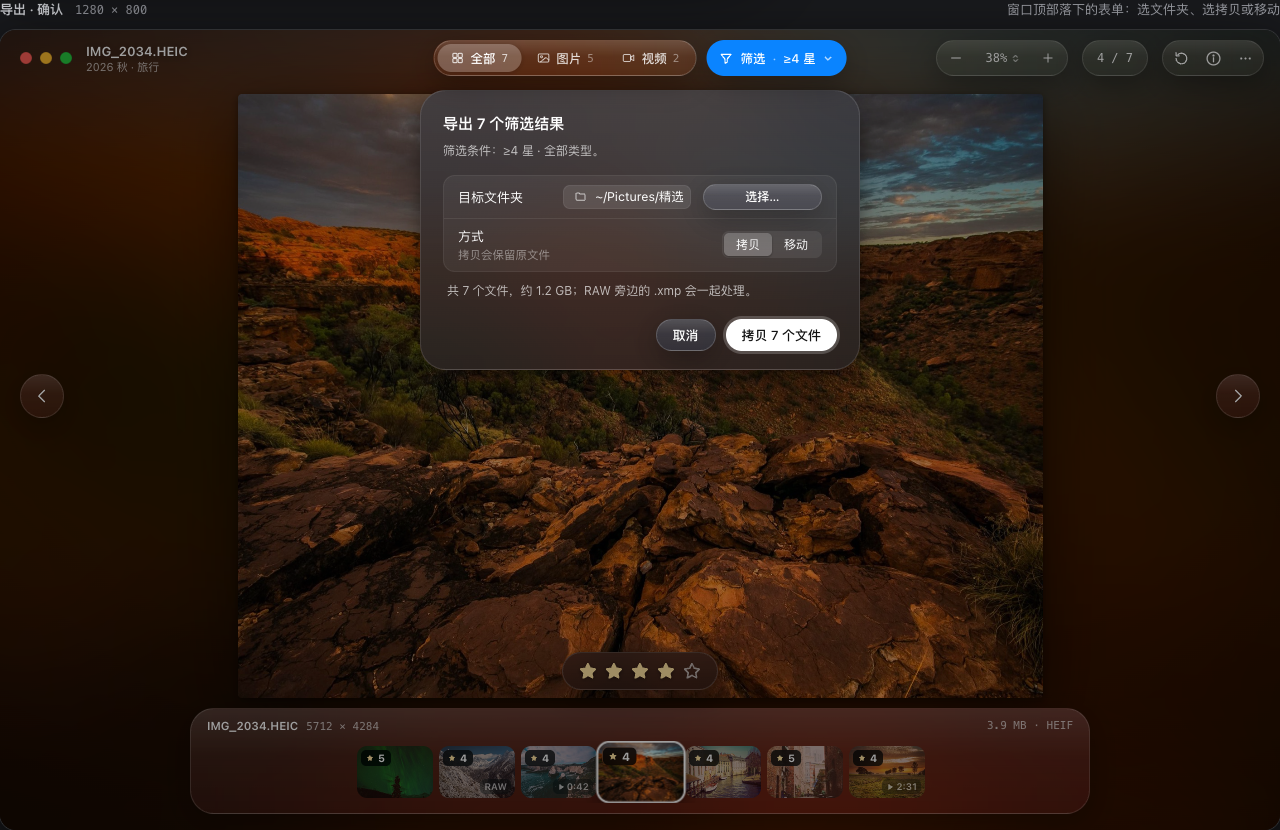 导出 · 确认 1280 × 800
窗口顶部落下的表单：选文件夹、选拷贝或移动
IMG_2034.HEIC
2026 秋 · 旅行
全部 7 图片 5 视频 2
筛选 · ≥4 星
38%
4 / 7
导出 7 个筛选结果
筛选条件：≥4 星 · 全部类型。
目标文件夹 ~/Pictures/精选 选择...
方式
拷贝会保留原文件
拷贝 移动
共 7 个文件，约 1.2 GB；RAW 旁边的 .xmp 会一起处理。
取消 拷贝 7 个文件
IMG_2034.HEIC 5712 × 4284
3.9 MB · HEIF
5
4
RAW
4
0:42
4
4
5
4
2:31